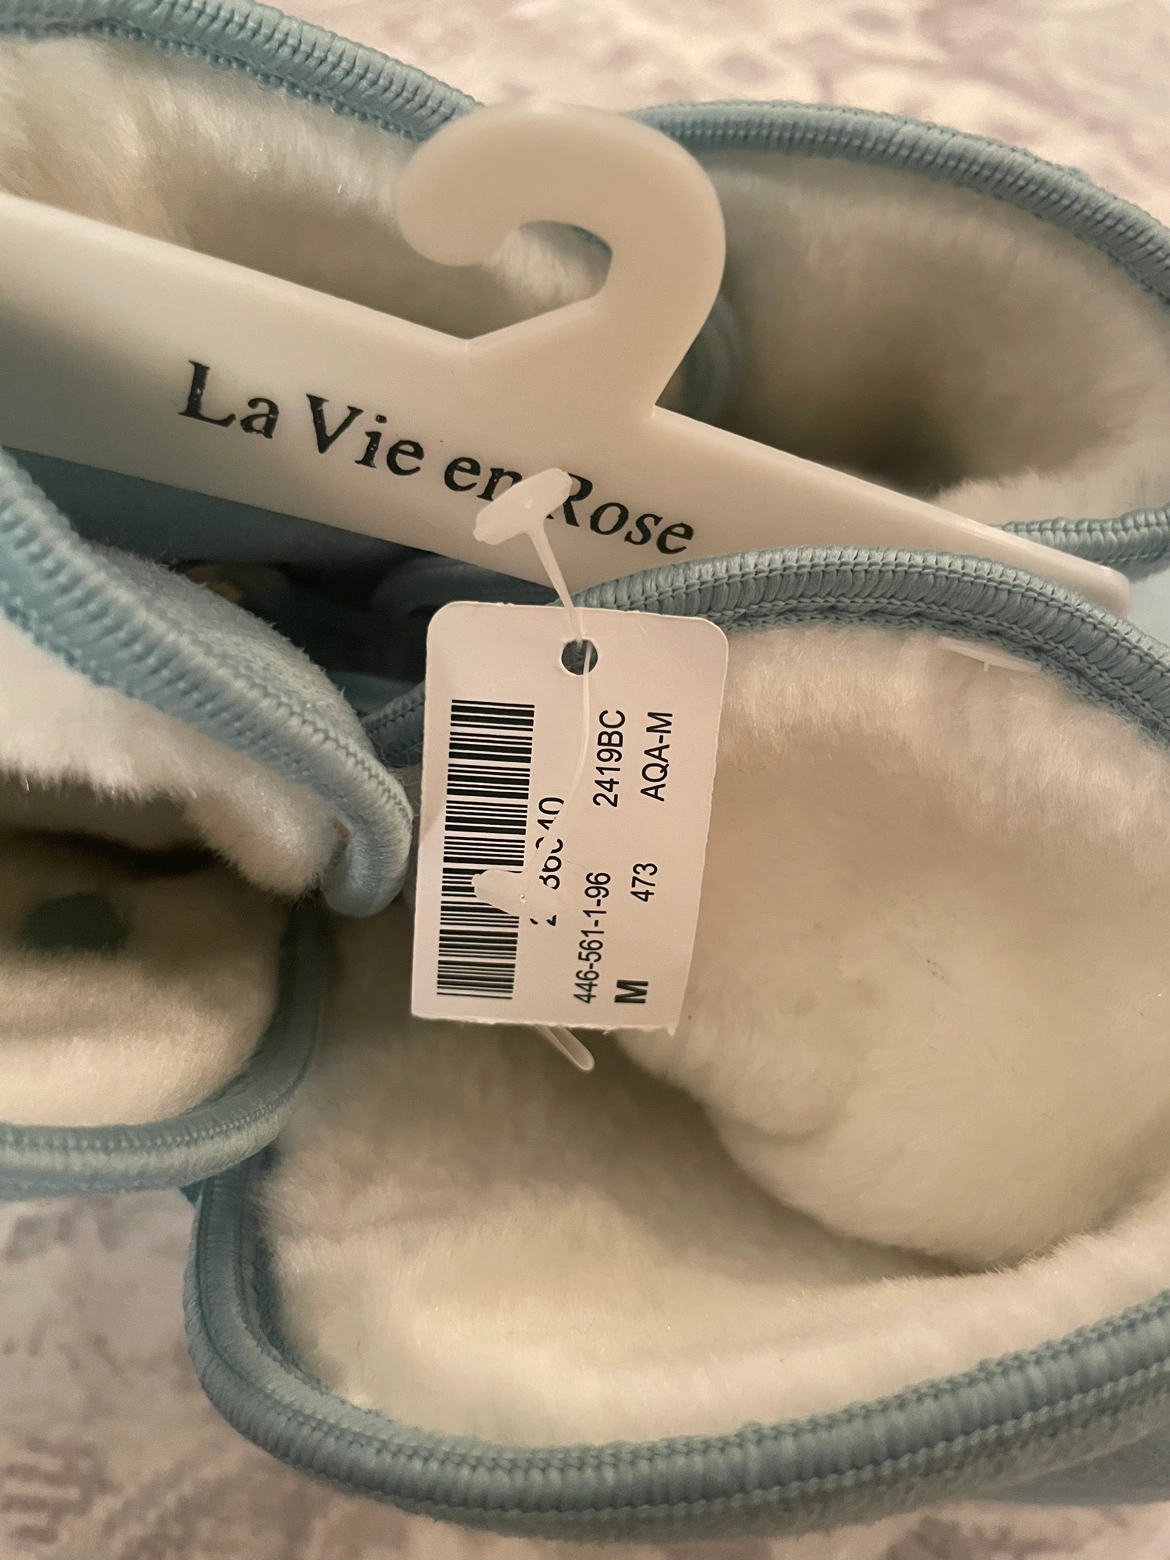 La Vie en Rose
2419BC
AQA-M
446-561-1-96
473
M